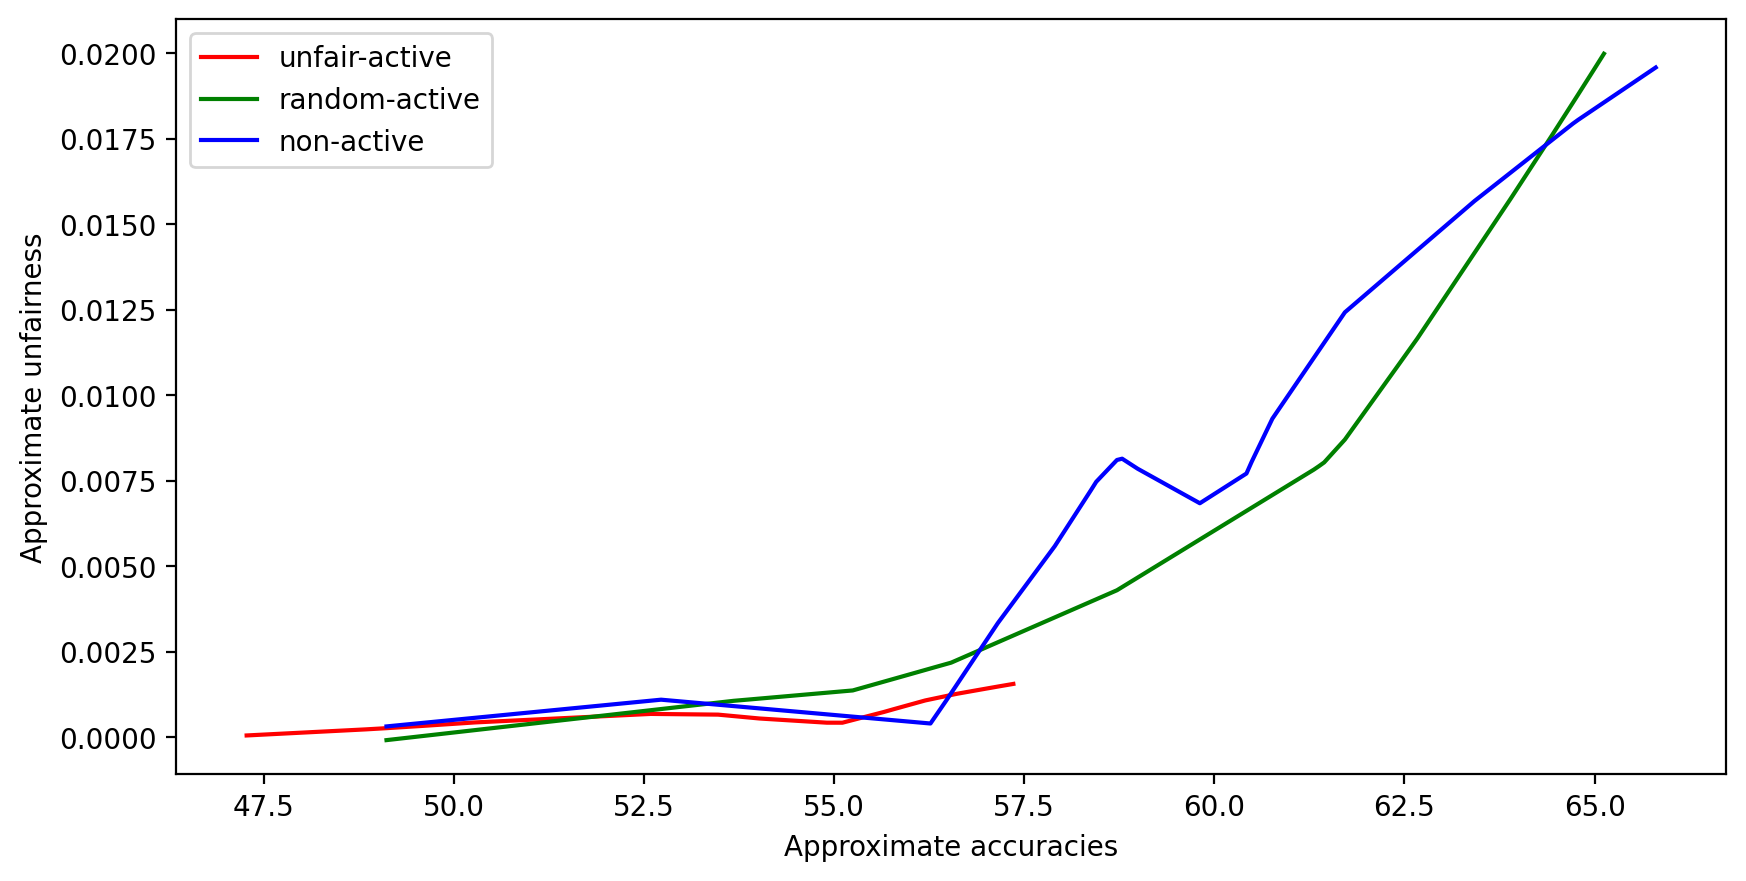 unfair-active
random-active
non-active
Approximate unfairness
0.0200
0.0175
0.0150
0.0125
0.0100
0.0075
0.0050
0.0025
0.0000
47.5 50.0 52.5 55.0 57.5 60.0 62.5 65.0
Approximate accuracies